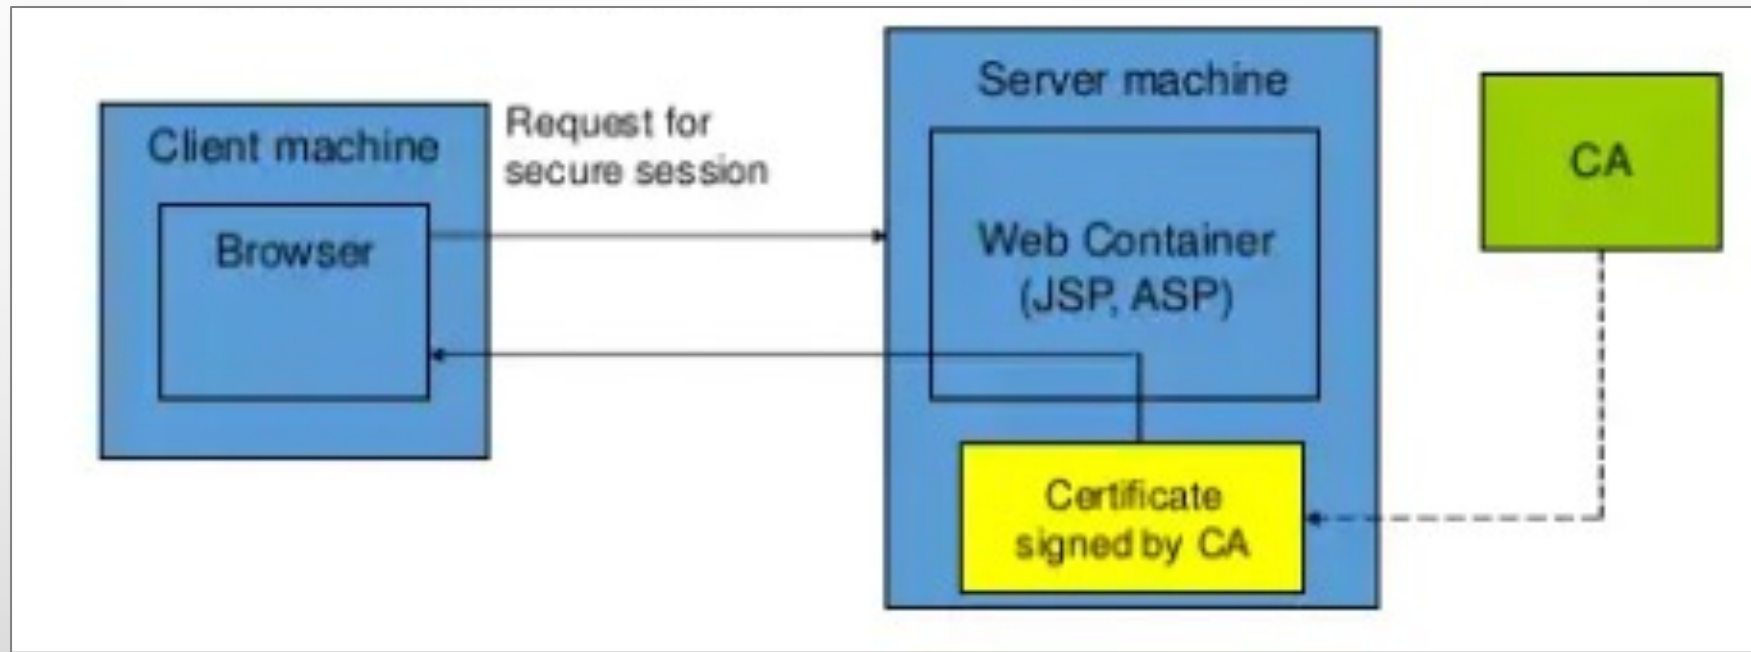 Client machine
Browser
Request for
secure session
Server machine
Web Container
(JSP, ASP)
Certificate
signed by CA
CA